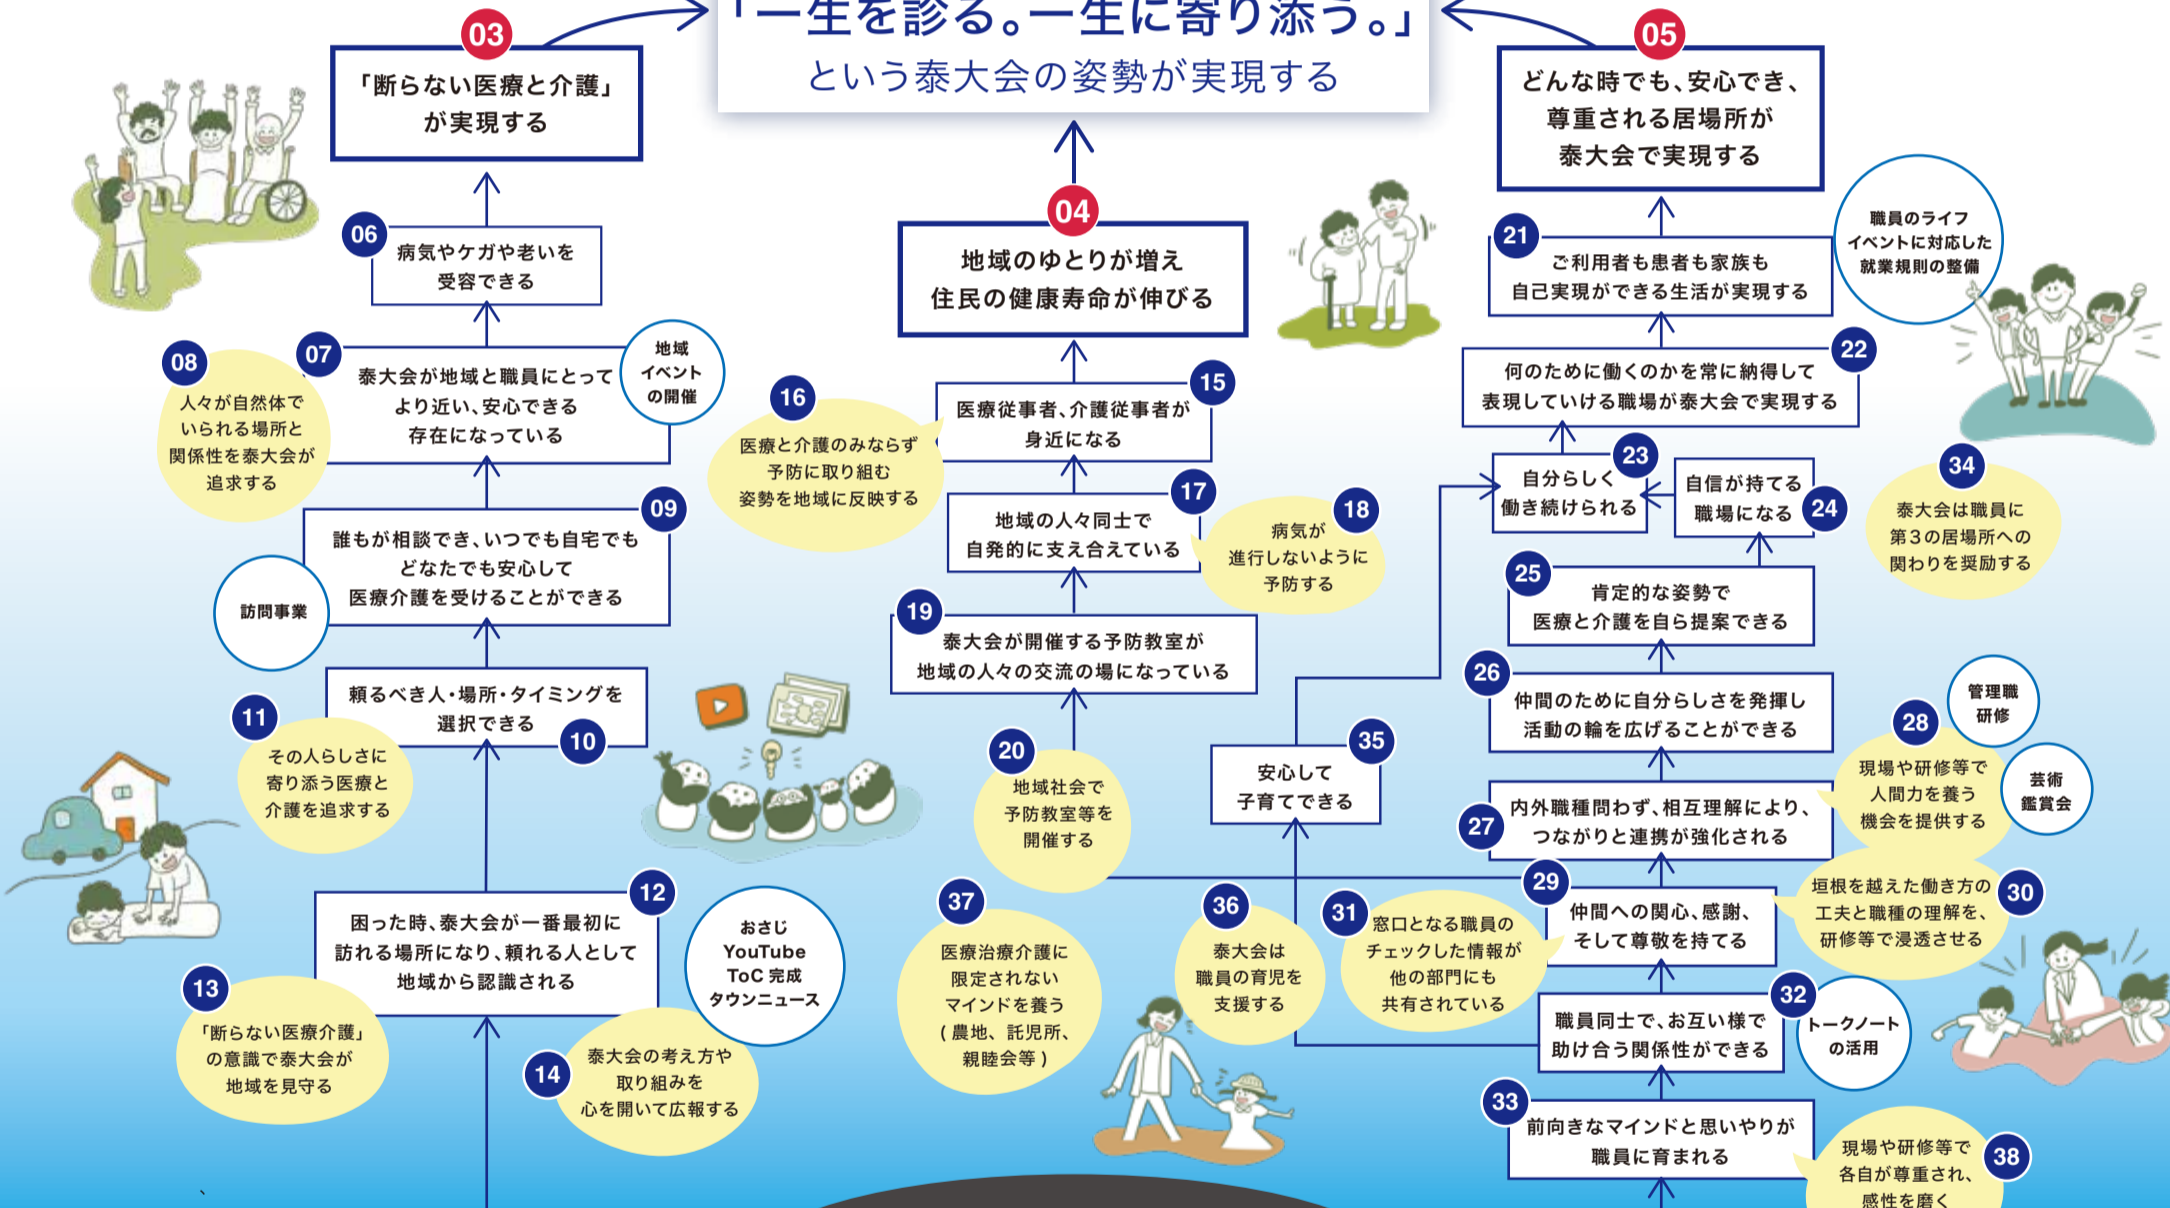 「一生を診る。一生に寄り添う。」
という泰大会の姿勢が実現する
03
「断らない医療と介護」
が実現する
06
病気やケガや老いを
受容できる
07
泰大会が地域と職員にとって
より近い、安心できる
存在になっている
地域
イベント
の開催
08
人々が自然体で
いられる場所と
関係性を泰大会が
追求する
09
誰もが相談でき、いつでも自宅でも
どなたでも安心して
医療介護を受けることができる
訪問事業
頼るべき人・場所・タイミングを
選択できる
10
11
その人らしさに
寄り添う医療と
介護を追求する
12
困った時、泰大会が一番最初に
訪れる場所になり、頼れる人として
地域から認識される
おさじ
YouTube
ToC 完成
タウンニュース
13
「断らない医療介護」
の意識で泰大会が
地域を見守る
14
泰大会の考え方や
取り組みを
心を開いて広報する
、
04
地域のゆとりが増え
住民の健康寿命が伸びる
15
医療従事者、介護従事者が
身近になる
16
医療と介護のみならず
予防に取り組む
姿勢を地域に反映する
17
地域の人々同士で
自発的に支え合えている
18
病気が
進行しないように
予防する
19
泰大会が開催する予防教室が
地域の人々の交流の場になっている
20
地域社会で
予防教室等を
開催する
37
医療治療介護に
限定されない
マインドを養う
( 農地、託児所、
親睦会等 )
05
どんな時でも、安心でき、
尊重される居場所が
泰大会で実現する
21
ご利用者も患者も家族も
自己実現ができる生活が実現する
職員のライフ
イベントに対応した
就業規則の整備
22
何のために働くのかを常に納得して
表現していける職場が泰大会で実現する
23
自分らしく
働き続けられる
自信が持てる
職場になる
24
34
泰大会は職員に
第3の居場所への
関わりを奨励する
25
肯定的な姿勢で
医療と介護を自ら提案できる
26
仲間のために自分らしさを発揮し
活動の輪を広げることができる
管理職
研修
27
内外職種問わず、相互理解により、
つながりと連携が強化される
28
現場や研修等で
人間力を養う
機会を提供する
芸術
鑑賞会
35
安心して
子育てできる
36
泰大会は
職員の育児を
支援する
29
仲間への関心、感謝、
そして尊敬を持てる
30
垣根を越えた働き方の
工夫と職種の理解を、
研修等で浸透させる
31
窓口となる職員の
チェックした情報が
他の部門にも
共有されている
32
職員同士で、お互い様で
助け合う関係性ができる
トークノート
の活用
33
前向きなマインドと思いやりが
職員に育まれる
38
現場や研修等で
各自が尊重され、
感性を磨く